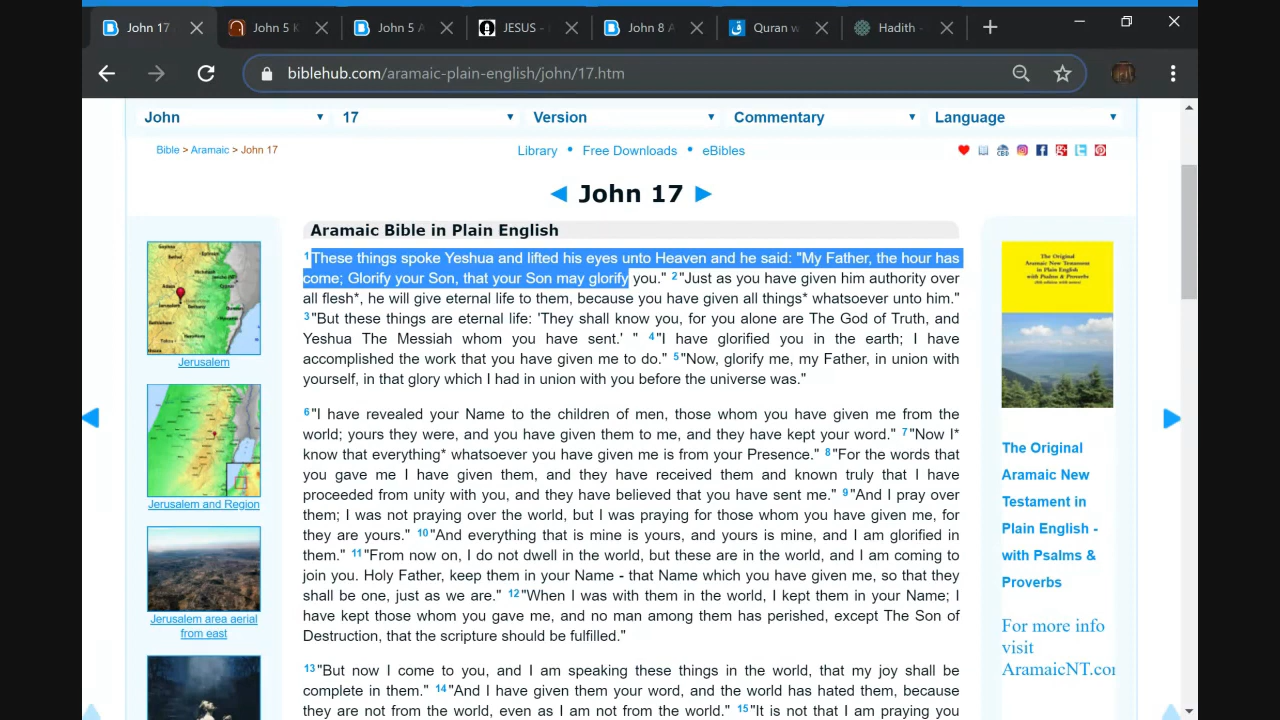 John 17
John 5 K
John 5 A
JESUS -
John 8 A
Quran w
Hadith -
biblehub.com/aramaic-plain-english/john/17.htm
John 17 Version Commentary Language
Bible > Aramaic > John 17
Library • Free Downloads • eBibles
John 17
Aramaic Bible in Plain English
1These things spoke Yeshua and lifted his eyes unto Heaven and he said: "My Father, the hour has
come. Glorify your Son, that your Son may glorify you." 2 "Just as you have given him authority over
all flesh*, he will give eternal life to them, because you have given all things* whatsoever unto him."
3"But these things are eternal life: 'They shall know you, for you alone are The God of Truth, and
Yeshua The Messiah whom you have sent.' " 4"I have glorified you in the earth; I have
accomplished the work that you have given me to do." 5"Now, glorify me, my Father, in union with
yourself, in that glory which I had in union with you before the universe was."
6"I have revealed your Name to the children of men, those whom you have given me from the
world; yours they were, and you have given them to me, and they have kept your word." 7"Now I*
know that everything* whatsoever you have given me is from your Presence." 8"For the words that
you gave me I have given them, and they have received them and known truly that I have
proceeded from unity with you, and they have believed that you have sent me." 9"And I pray over
them; I was not praying over the world, but I was praying for those whom you have given me, for
they are yours." 10"And everything that is mine is yours, and yours is mine, and I am glorified in
them." 11"From now on, I do not dwell in the world, but these are in the world, and I am coming to
join you. Holy Father, keep them in your Name - that Name which you have given me, so that they
shall be one, just as we are." 12"When I was with them in the world, I kept them in your Name; I
have kept those whom you gave me, and no man among them has perished, except The Son of
Destruction, that the scripture should be fulfilled."
13"But now I come to you, and I am speaking these things in the world, that my joy shall be
complete in them." 14"And I have given them your word, and the world has hated them, because
they are not from the world, even as I am not from the world." 15"It is not that I am praying you
Jerusalem
Jerusalem and Region
Jerusalem area aerial
from east
The Original
Aramaic New Testament
in Plain English
with Psalms & Proverbs
The Original
Aramaic New
Testament in
Plain English -
with Psalms &
Proverbs
For more info
visit
AramaicNT.com